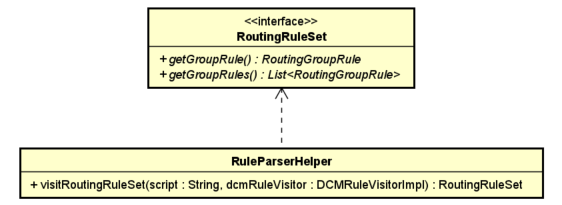 <<interface>>
RoutingRuleSet
+ getGroupRule() : RoutingGroupRule
+ getGroupRules() : List<RoutingGroupRule>
RuleParserHelper
+ visitRoutingRuleSet(script : String, dcmRuleVisitor : DCMRuleVisitorImpl) : RoutingRuleSet